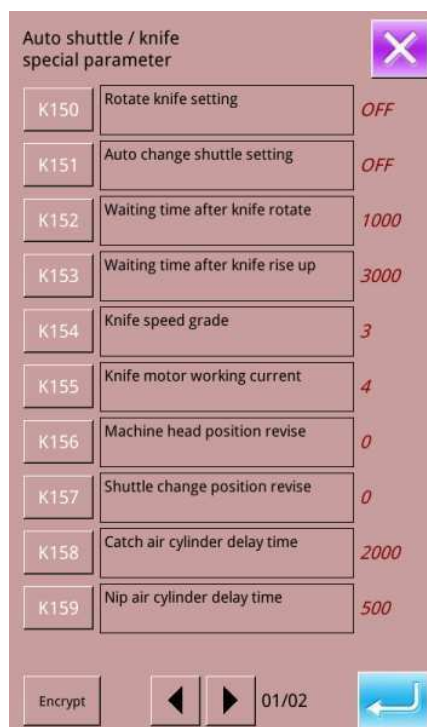 Auto shuttle / knife
special parameter
K150 Rotate knife setting OFF
K151 Auto change shuttle setting OFF
K152 Waiting time after knife rotate 1000
K153 Waiting time after knife rise up 3000
K154 Knife speed grade 3
K155 Knife motor working current 4
K156 Machine head position revise 0
K157 Shuttle change position revise 0
K158 Catch air cylinder delay time 2000
K159 Nip air cylinder delay time 500
Encrypt 01/02